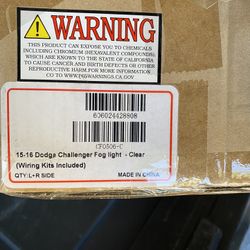 WARNING
THIS PRODUCT CAN EXPOSE YOU TO CHEMICALS
INCLUDING CHROMIUM (HEXAVALENT COMPOUNDS)
WHICH ARE KNOWN TO THE STATE OF CALIFORNIA
TO CAUSE CANCER AND BIRTH DEFECTS OR OTHER
REPRODUCTIVE HARM FOR MORE INFORMATION
GO TO WWW.P65WARNINGS.CA.GOV
606024428808
CF0506-C
15-16 Dodga Challenger Fog light - Clear
(Wiring Kits Included)
QTY:L+R SIDE
MADE IN CHINA